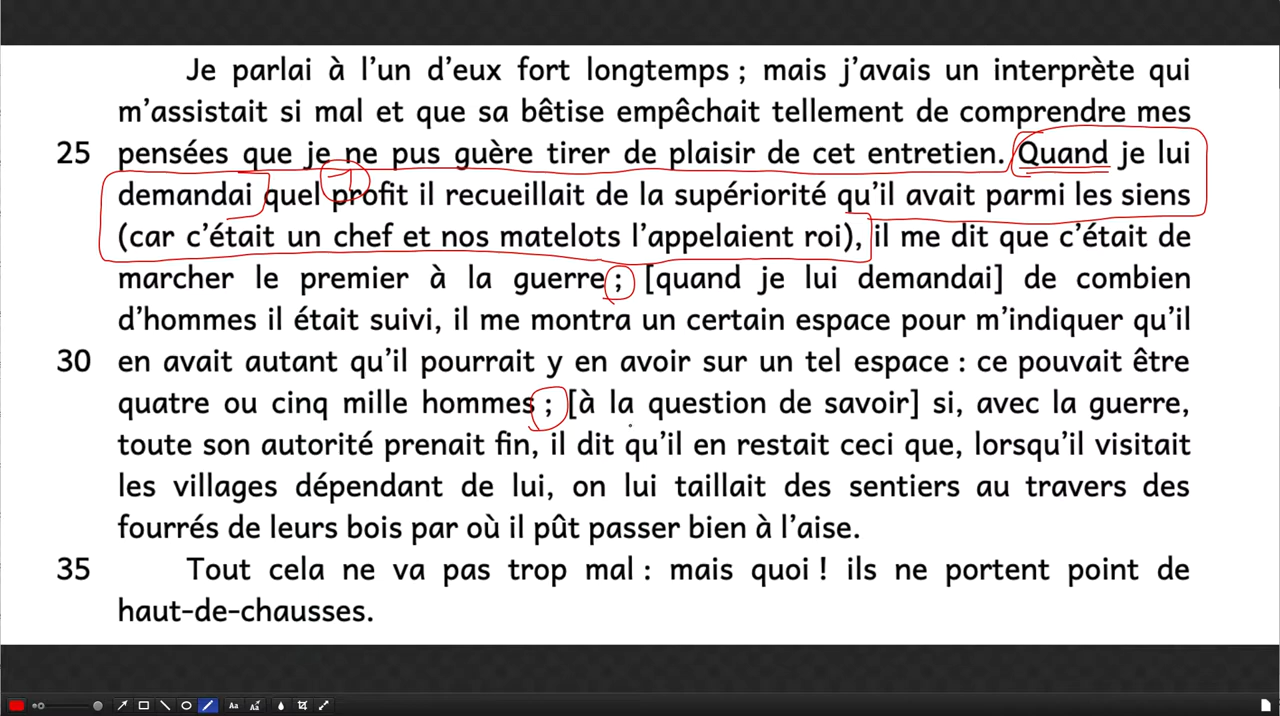 Je parlai à l’un d’eux fort longtemps ; mais j’avais un interprète qui
m’assistait si mal et que sa bêtise empêchait tellement de comprendre mes
25 pensées que je ne pus guère tirer de plaisir de cet entretien. Quand je lui
1
demandai quel profit il recueillait de la supériorité qu’il avait parmi les siens
(car c’était un chef et nos matelots l’appelaient roi), il me dit que c’était de
marcher le premier à la guerre ; [quand je lui demandai] de combien
d’hommes il était suivi, il me montra un certain espace pour m’indiquer qu’il
30 en avait autant qu’il pourrait y en avoir sur un tel espace : ce pouvait être
quatre ou cinq mille hommes ; [à la question de savoir] si, avec la guerre,
toute son autorité prenait fin, il dit qu’il en restait ceci que, lorsqu’il visitait
les villages dépendant de lui, on lui taillait des sentiers au travers des
fourrés de leurs bois par où il pût passer bien à l’aise.
35 Tout cela ne va pas trop mal : mais quoi ! ils ne portent point de
haut-de-chausses.
Aa Aa